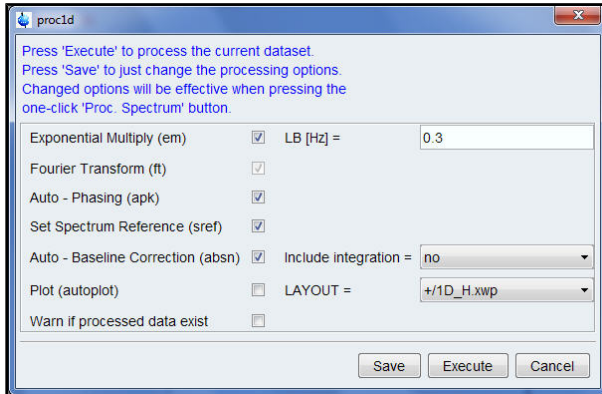 proc1d
Press 'Execute' to process the current dataset.
Press 'Save' to just change the processing options.
Changed options will be effective when pressing the
one-click 'Proc. Spectrum' button.
Exponential Multiply (em) LB [Hz] = 0.3
Fourier Transform (ft)
Auto - Phasing (apk)
Set Spectrum Reference (sref)
Auto - Baseline Correction (absn) Include integration = no
Plot (autoplot) LAYOUT = +/1D_H.xwp
Warn if processed data exist
Save Execute Cancel